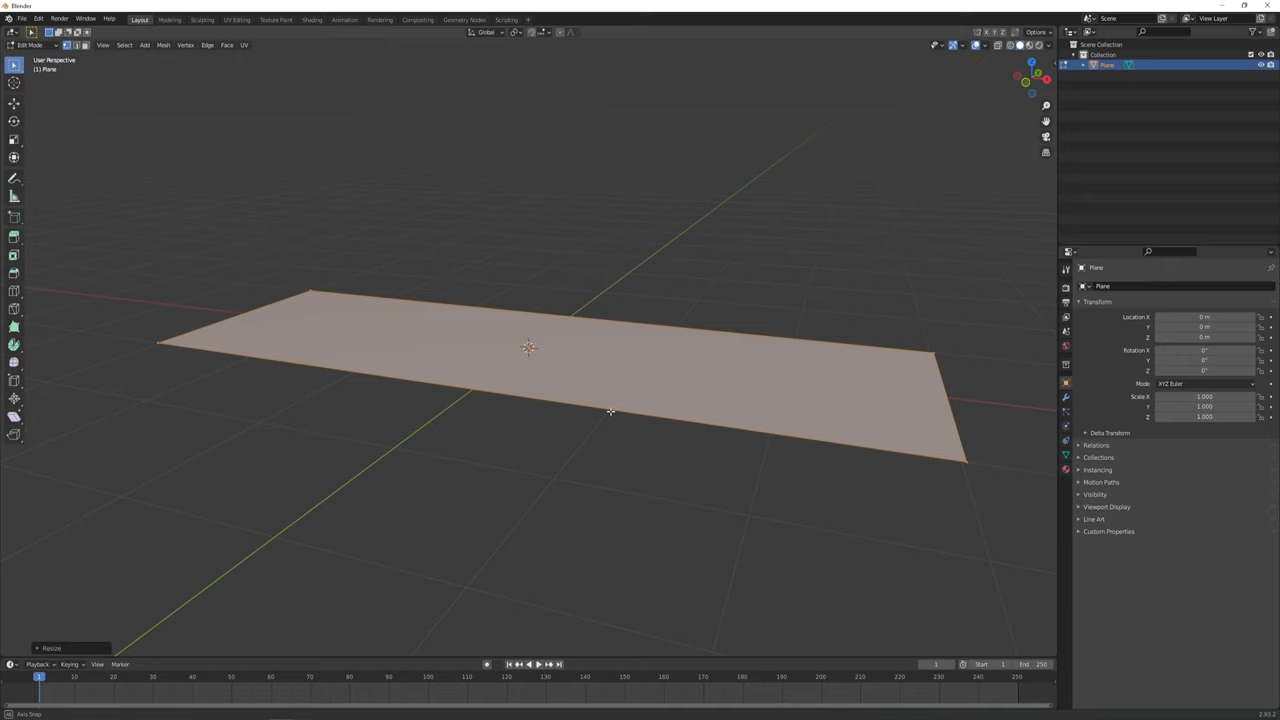 Blender
File Edit Render Window Help
Layout Modeling Sculpting UV Editing Texture Paint Shading Animation Rendering Compositing Geometry Nodes Scripting +
Scene
View Layer
Global
Options
Edit Mode
View Select Add Mesh Vertex Edge Face UV
User Perspective
(1) Plane
Z
Y
X
Scene Collection
Collection
Plane
Plane
Plane
Transform
Location X 0 m
Y 0 m
Z 0 m
Rotation X 0°
Y 0°
Z 0°
Mode XYZ Euler
Scale X 1.000
Y 1.000
Z 1.000
Delta Transform
Relations
Collections
Instancing
Motion Paths
Visibility
Viewport Display
Line Art
Custom Properties
Resize
Playback Keying View Marker
1 Start 1 End 250
1 10 20 30 40 50 60 70 80 90 100 110 120 130 140 150 160 170 180 190 200 210 220 230 240 250
Axis Snap
2.93.2